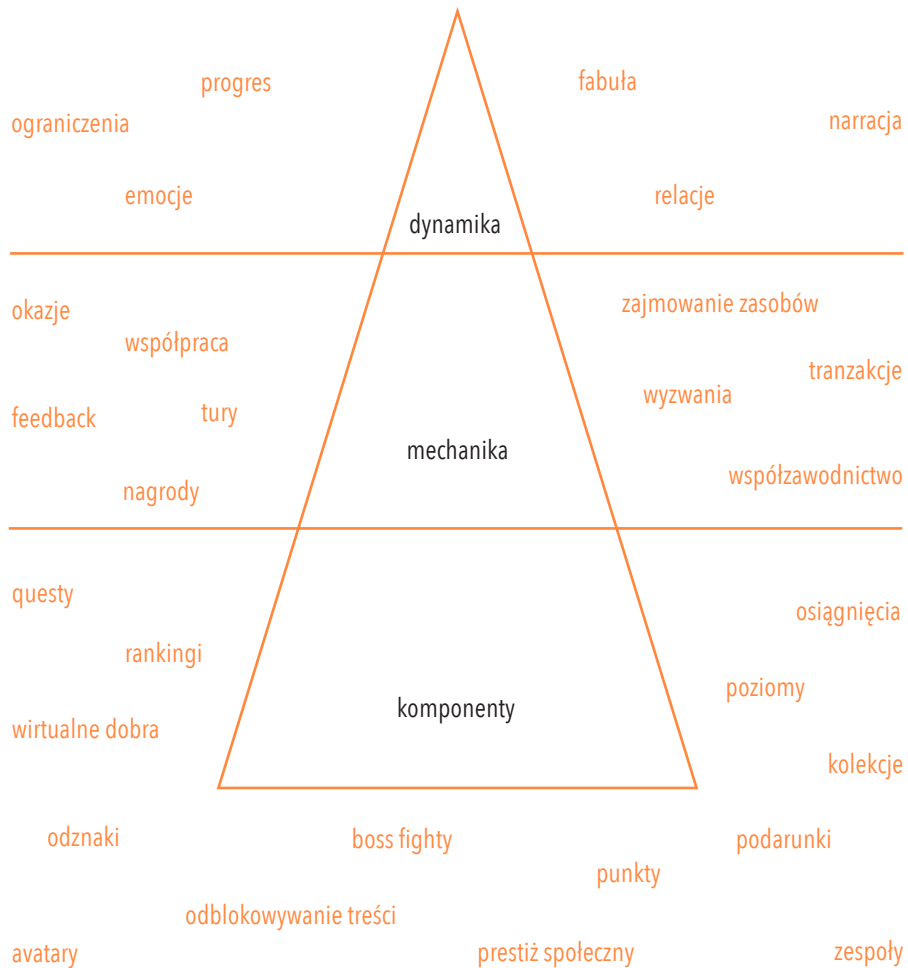 progres
fabuła
ograniczenia
narracja
emocje
relacje
dynamika
okazje
zajmowanie zasobów
współpraca
tranzakcje
wyzwania
feedback
tury
mechanika
współzawodnictwo
nagrody
questy
osiągnięcia
rankingi
poziomy
komponenty
wirtualne dobra
kolekcje
odznaki
boss fighty
podarunki
punkty
odblokowywanie treści
avatary
prestiż społeczny
zespoły